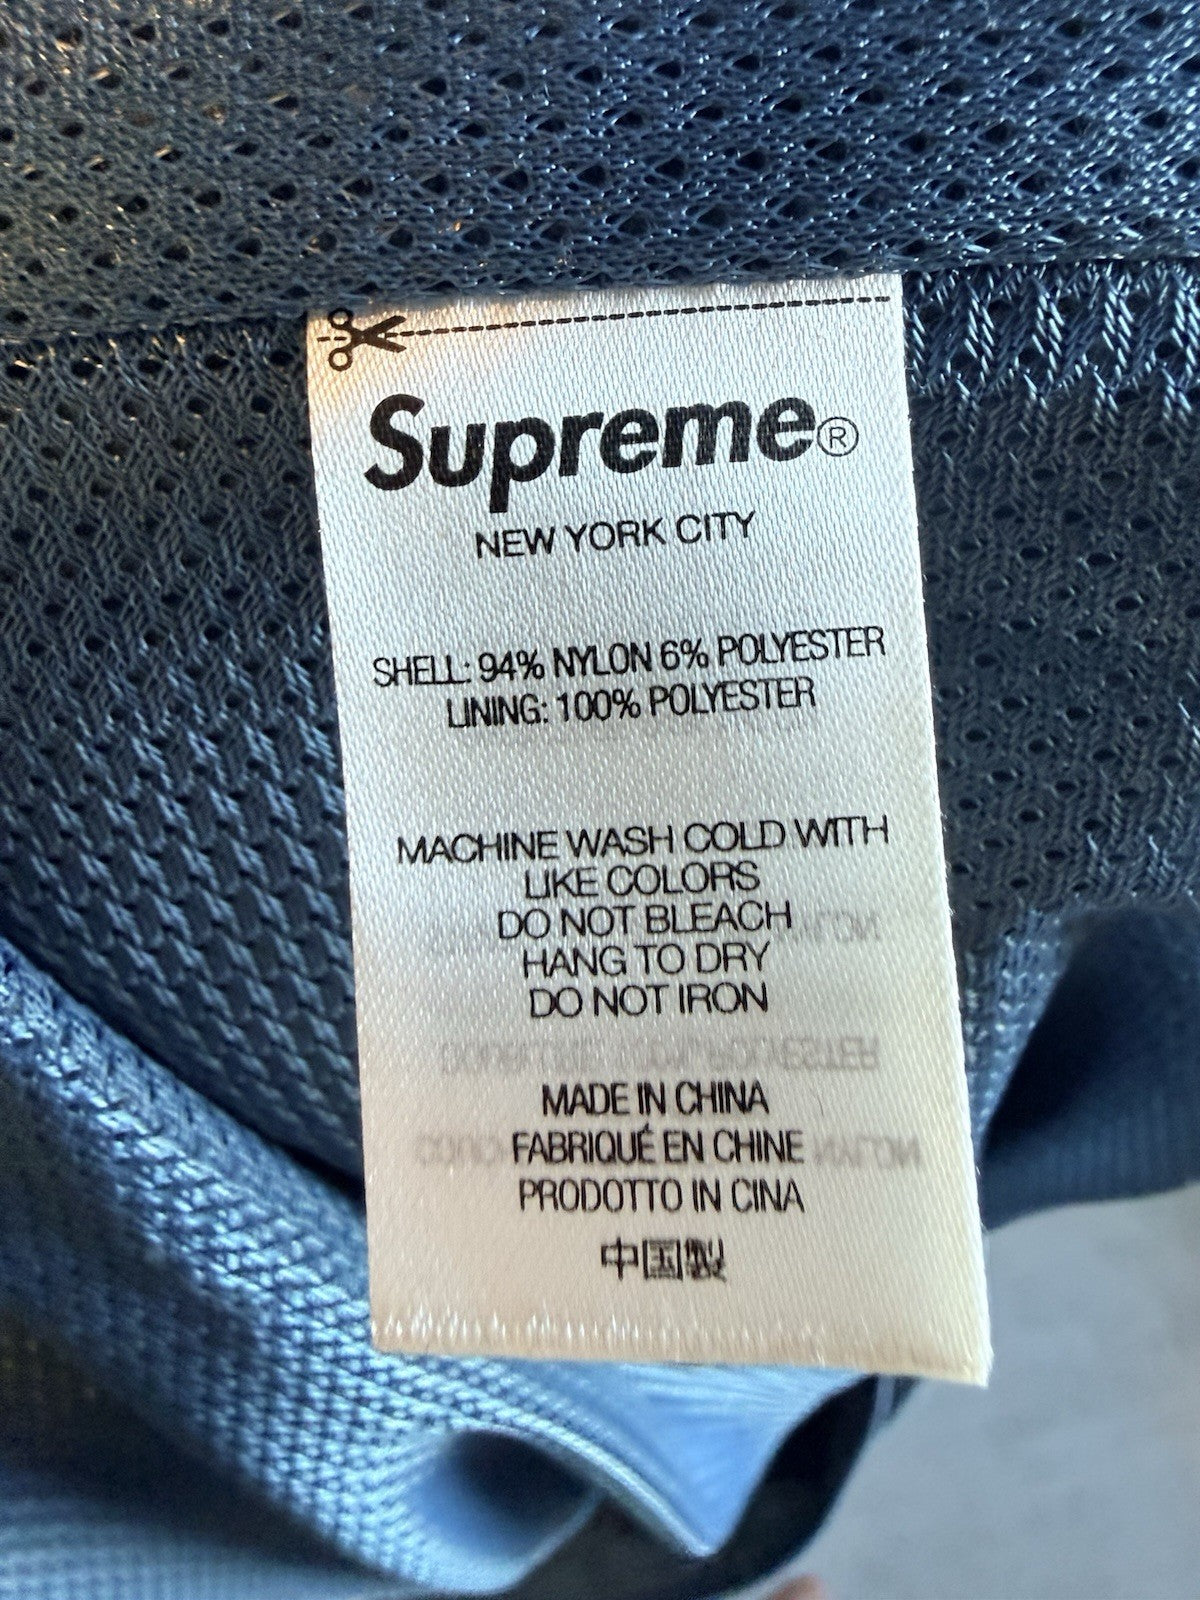 Supreme®
NEW YORK CITY
SHELL: 94% NYLON 6% POLYESTER
LINING: 100% POLYESTER
MACHINE WASH COLD WITH
LIKE COLORS
DO NOT BLEACH
HANG TO DRY
DO NOT IRON
MADE IN CHINA
FABRIQUÉ EN CHINE
PRODOTTO IN CINA
中国製